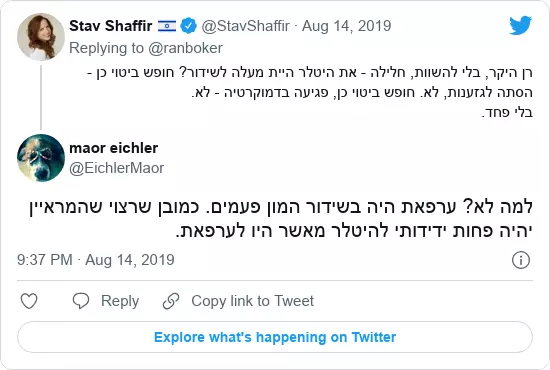 Stav Shaffir 🇮🇱 @StavShaffir · Aug 14, 2019
Replying to @ranboker
רן היקר, בלי להשוות, חלילה - את היטלר היית מעלה לשידור? חופש ביטוי כן -
הסתה לגזענות, לא. חופש ביטוי כן, פגיעה בדמוקרטיה - לא.
בלי פחד.
maor eichler
@EichlerMaor
למה לא? ערפאת היה בשידור המון פעמים. כמובן שרצוי שהמראיין
יהיה פחות ידידותי להיטלר מאשר היו לערפאת.
9:37 PM · Aug 14, 2019
Reply
Copy link to Tweet
Explore what's happening on Twitter